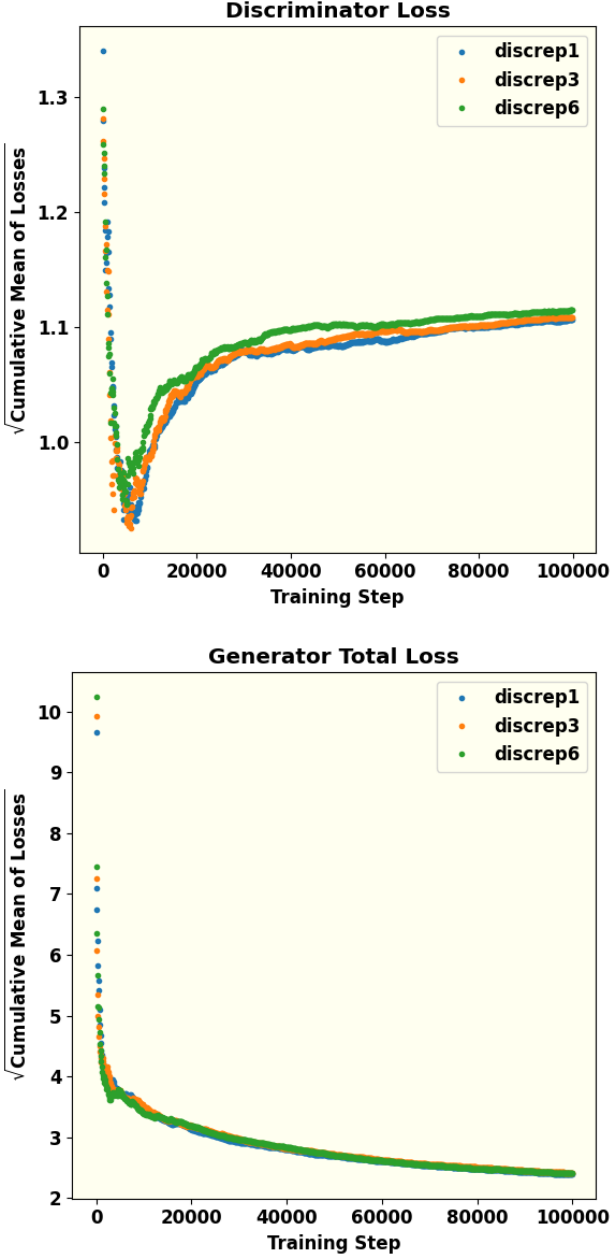 Discriminator Loss
√Cumulative Mean of Losses
1.3
1.2
1.1
1.0
discrep1
discrep3
discrep6
0 20000 40000 60000 80000 100000
Training Step
Generator Total Loss
√Cumulative Mean of Losses
10
9
8
7
6
5
4
3
2
discrep1
discrep3
discrep6
0 20000 40000 60000 80000 100000
Training Step